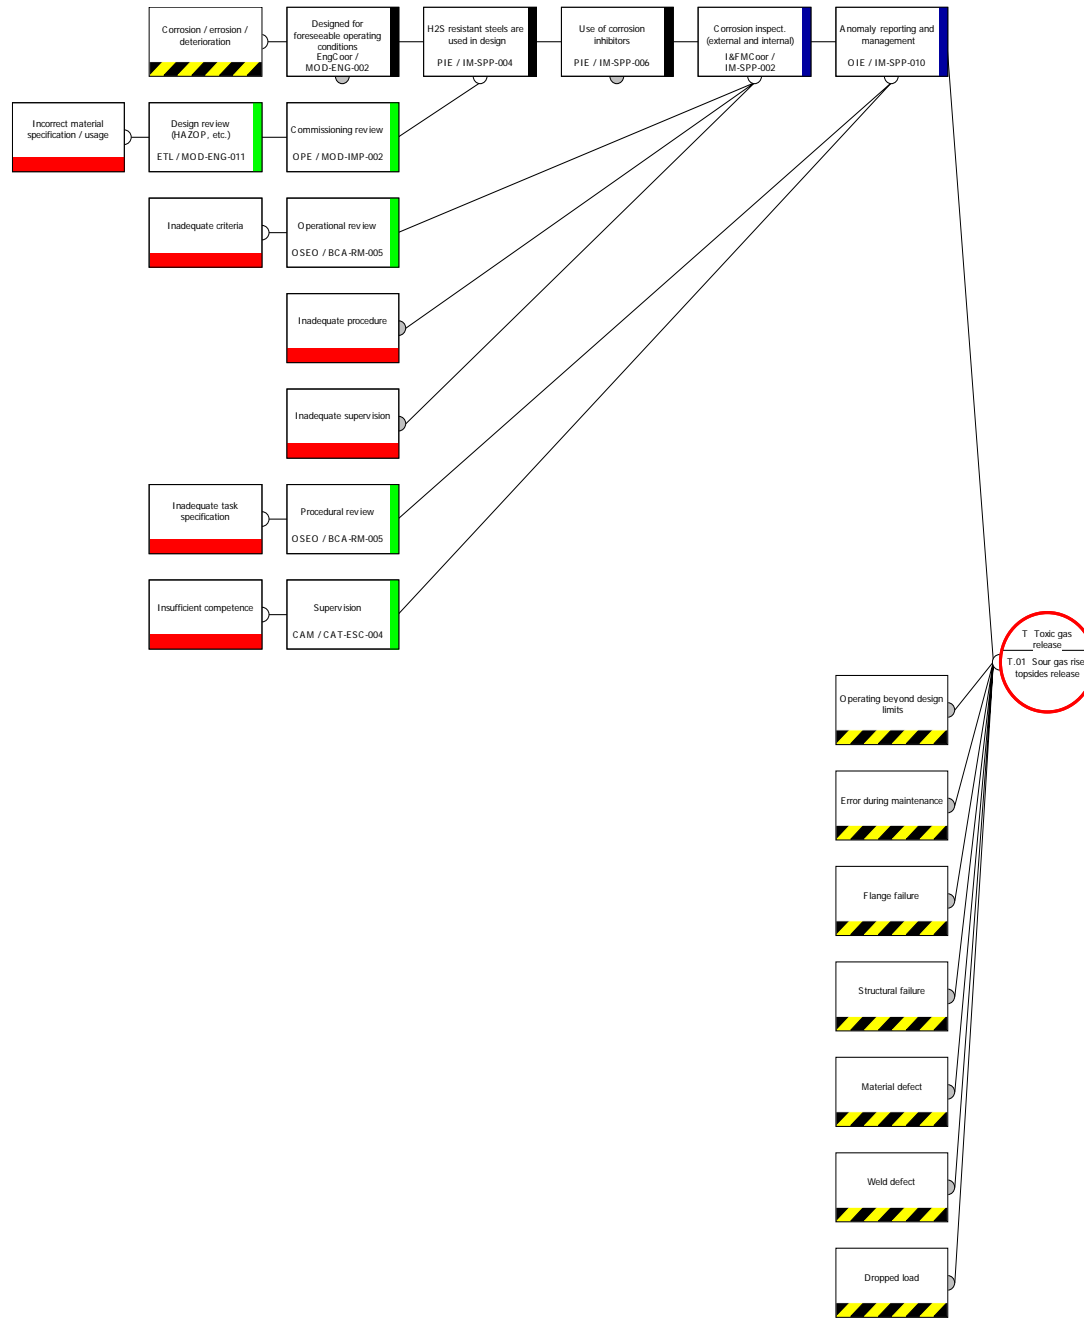 Corrosion / errosion /
deterioration
Designed for
foreseeable operating
conditions
EngCoor /
MOD-ENG-002
H2S resistant steels are
used in design
PIE / IM-SPP-004
Use of corrosion
inhibitors
PIE / IM-SPP-006
Corrosion inspect.
(external and internal)
I&FMCoor /
IM-SPP-002
Anomaly reporting and
management
OIE / IM-SPP-010
Incorrect material
specification / usage
Design review
(HAZOP, etc.)
ETL / MOD-ENG-011
Commissioning review
OPE / MOD-IMP-002
Inadequate criteria
Operational review
OSEO / BCA-RM-005
Inadequate procedure
Inadequate supervision
Inadequate task
specification
Procedural review
OSEO / BCA-RM-005
Insufficient competence
Supervision
CAM / CAT-ESC-004
T Toxic gas
release
T.01 Sour gas rise
topsides release
Operating beyond design
limits
Error during maintenance
Flange failure
Structural failure
Material defect
Weld defect
Dropped load